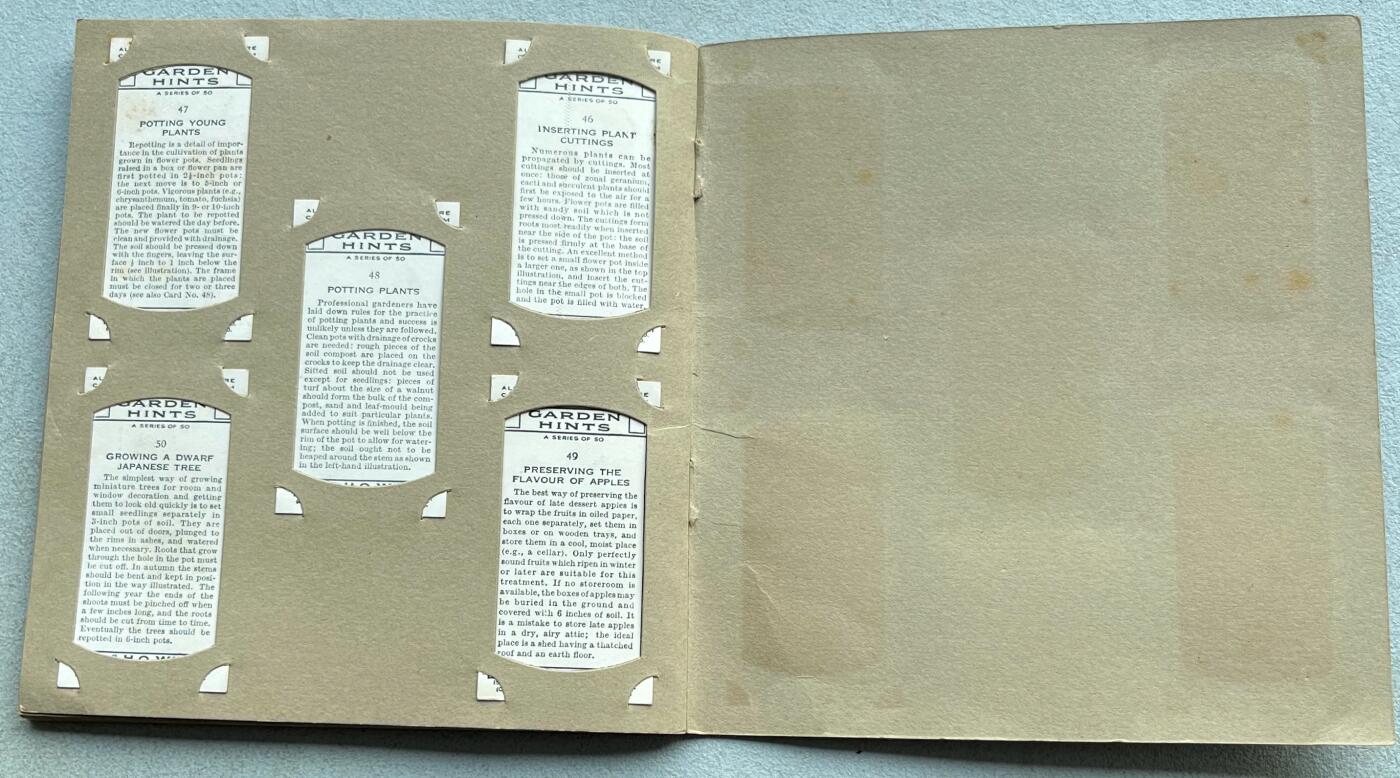 GARDEN
HINTS
A SERIES OF 50
47
POTTING YOUNG
PLANTS
Repotting is a detail of impor-
tance in the cultivation of plants
grown in flower pots. Seedlings
raised in a box or flower pan are
first potted in 2½-inch pots:
the next move is to 5-inch or
6-inch pots. Vigorous plants (e.g.,
chrysanthemum, tomato, fuchsia)
are placed finally in 9- or 10-inch
pots. The plant to be repotted
should be watered the day before.
The new flower pots must be
clean and provided with drainage.
The soil should be pressed down
with the fingers, leaving the sur-
face ½ inch to 1 inch below the
rim (see illustration). The frame
in which the plants are placed
must be closed for two or three
days (see also Card No. 48).
GARDEN
HINTS
A SERIES OF 50
50
GROWING A DWARF
JAPANESE TREE
The simplest way of growing
miniature trees for room and
window decoration and getting
them to look old quickly is to set
small seedlings separately in
3-inch pots of soil. They are
placed out of doors, plunged to
the rims in ashes, and watered
when necessary. Roots that grow
through the hole in the pot must
be cut off. In autumn the stems
should be bent and kept in posi-
tion in the way illustrated. The
following year the ends of the
shoots must be pinched off when
a few inches long, and the roots
should be cut from time to time.
Eventually the trees should be
repotted in 6-inch pots.
GARDEN
HINTS
A SERIES OF 50
48
POTTING PLANTS
Professional gardeners have
laid down rules for the practice
of potting plants and success is
unlikely unless they are followed.
Clean pots with drainage of crocks
are needed: rough pieces of the
soil compost are placed on the
crocks to keep the drainage clear.
Sifted soil should not be used
except for seedlings: pieces of
turf about the size of a walnut
should form the bulk of the com-
post, sand and leaf-mould being
added to suit particular plants.
When potting is finished, the soil
surface should be well below the
rim of the pot to allow for water-
ing; the soil ought not to be
heaped around the stem as shown
in the left-hand illustration.
GARDEN
HINTS
A SERIES OF 50
46
INSERTING PLANT
CUTTINGS
Numerous plants can be
propagated by cuttings. Most
cuttings should be inserted at
once: those of zonal geranium,
cacti and succulent plants should
first be exposed to the air for a
few hours. Flower pots are filled
with sandy soil which is not
pressed down. The cuttings form
roots most readily when inserted
near the side of the pot: the soil
is pressed firmly at the base of
the cutting. An excellent method
is to set a small flower pot inside
a larger one, as shown in the top
illustration, and insert the cut-
tings near the edges of both. The
hole in the small pot is blocked
and the pot is filled with water.
GARDEN
HINTS
A SERIES OF 50
49
PRESERVING THE
FLAVOUR OF APPLES
The best way of preserving the
flavour of late dessert apples is
to wrap the fruits in oiled paper,
each one separately, set them in
boxes or on wooden trays, and
store them in a cool, moist place
(e.g., a cellar). Only perfectly
sound fruits which ripen in winter
or later are suitable for this
treatment. If no storeroom is
available, the boxes of apples may
be buried in the ground and
covered with 6 inches of soil. It
is a mistake to store late apples
in a dry, airy attic; the ideal
place is a shed having a thatched
roof and an earth floor.